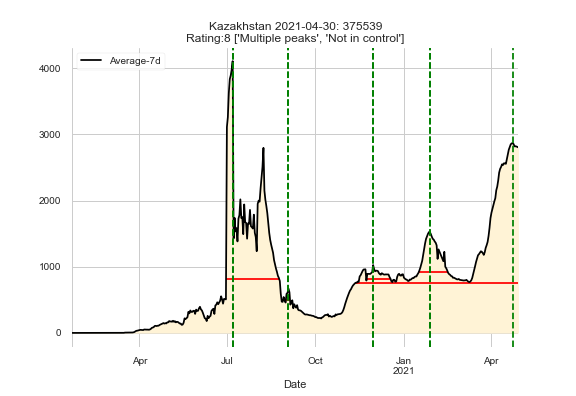 Kazakhstan 2021-04-30: 375539
Rating:8 ['Multiple peaks', 'Not in control']
Average-7d
4000
3000
2000
1000
0
Apr
Jul
Oct
Jan
2021
Apr
Date